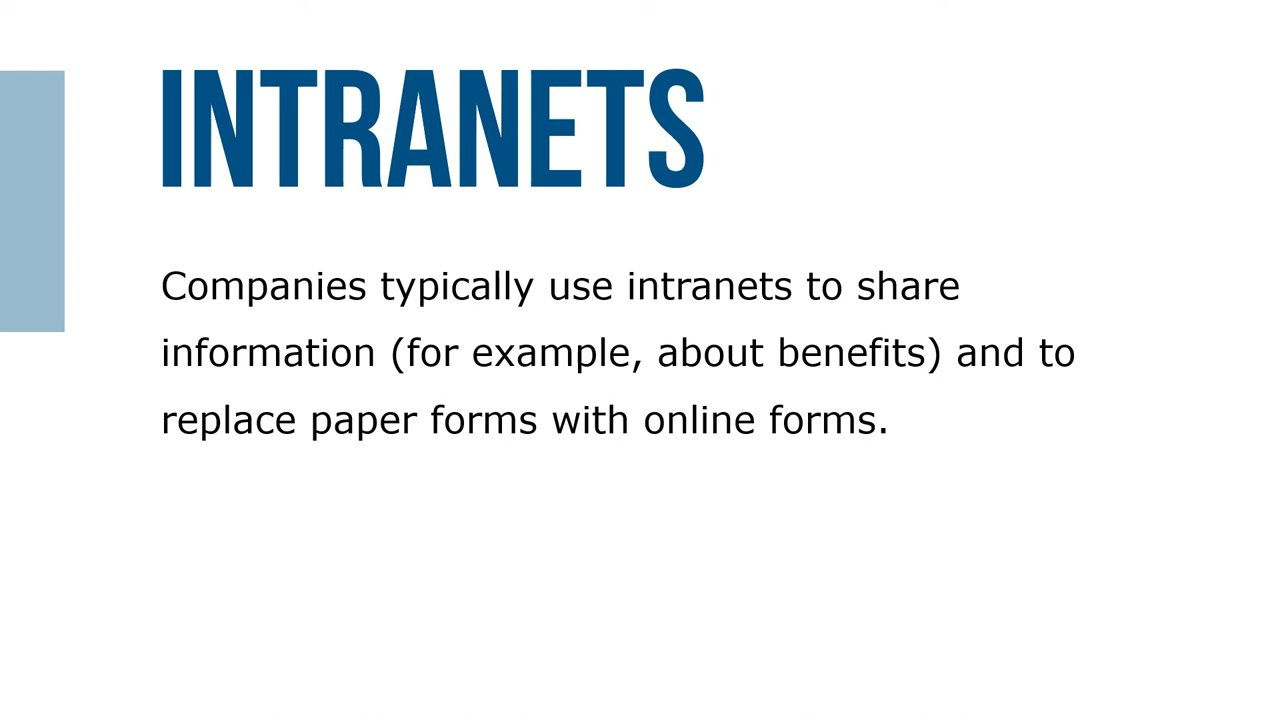 INTRANETS
Companies typically use intranets to share
information (for example, about benefits) and to
replace paper forms with online forms.